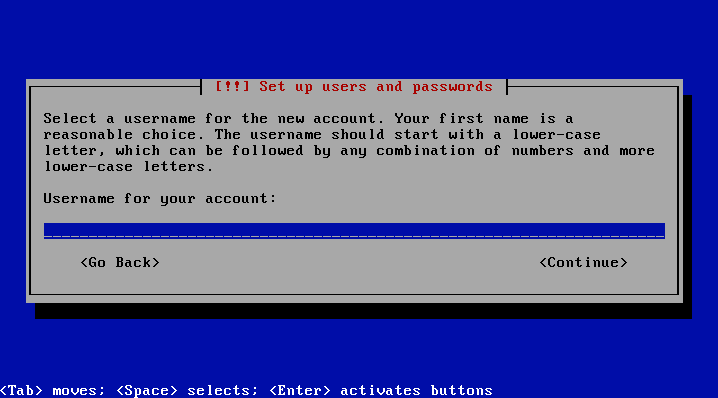 [!!] Set up users and passwords
Select a username for the new account. Your first name is a
reasonable choice. The username should start with a lower-case
letter, which can be followed by any combination of numbers and more
lower-case letters.
Username for your account:
<Go Back> <Continue>
<Tab> moves; <Space> selects; <Enter> activates buttons